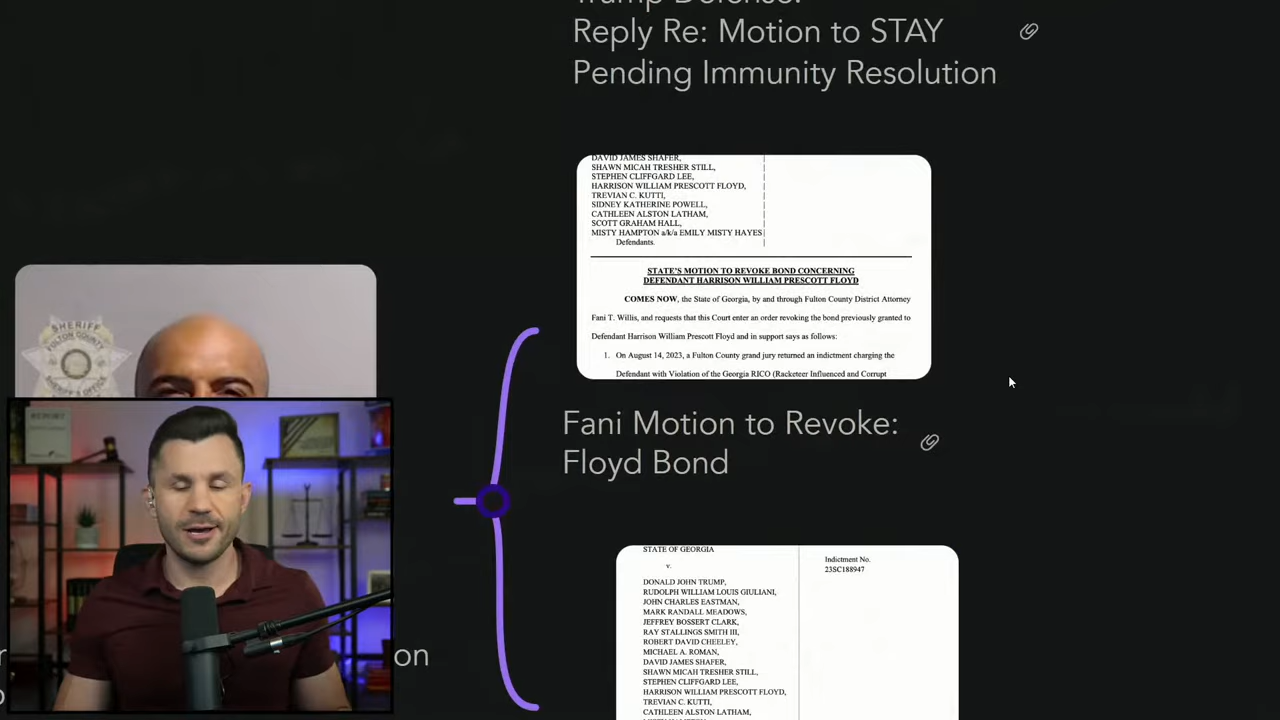 Trump Defense:
Reply Re: Motion to STAY
Pending Immunity Resolution
DAVID JAMES SHAFER,
SHAWN MICAH TRESHER STILL,
STEPHEN CLIFFGARD LEE,
HARRISON WILLIAM PRESCOTT FLOYD,
TREVIAN C. KUTTI,
SIDNEY KATHERINE POWELL,
CATHLEEN ALSTON LATHAM,
SCOTT GRAHAM HALL,
MISTY HAMPTON a/k/a EMILY MISTY HAYES
Defendants.
STATE'S MOTION TO REVOKE BOND CONCERNING
DEFENDANT HARRISON WILLIAM PRESCOTT FLOYD
COMES NOW, the State of Georgia, by and through Fulton County District Attorney
Fani T. Willis, and requests that this Court enter an order revoking the bond previously granted to
Defendant Harrison William Prescott Floyd and in support says as follows:
1. On August 14, 2023, a Fulton County grand jury returned an indictment charging the
Defendant with Violation of the Georgia RICO (Racketeer Influenced and Corrupt
SHERIFF
FULTON COUNTY
SHERIFF'S OFFICE
Fani Motion to Revoke:
Floyd Bond
on
STATE OF GEORGIA
v.
Indictment No.
23SC188947
DONALD JOHN TRUMP,
RUDOLPH WILLIAM LOUIS GIULIANI,
JOHN CHARLES EASTMAN,
MARK RANDALL MEADOWS,
JEFFREY BOSSERT CLARK,
RAY STALLINGS SMITH III,
ROBERT DAVID CHEELEY,
MICHAEL A. ROMAN,
DAVID JAMES SHAFER,
SHAWN MICAH TRESHER STILL,
STEPHEN CLIFFGARD LEE,
HARRISON WILLIAM PRESCOTT FLOYD,
TREVIAN C. KUTTI,
CATHLEEN ALSTON LATHAM,